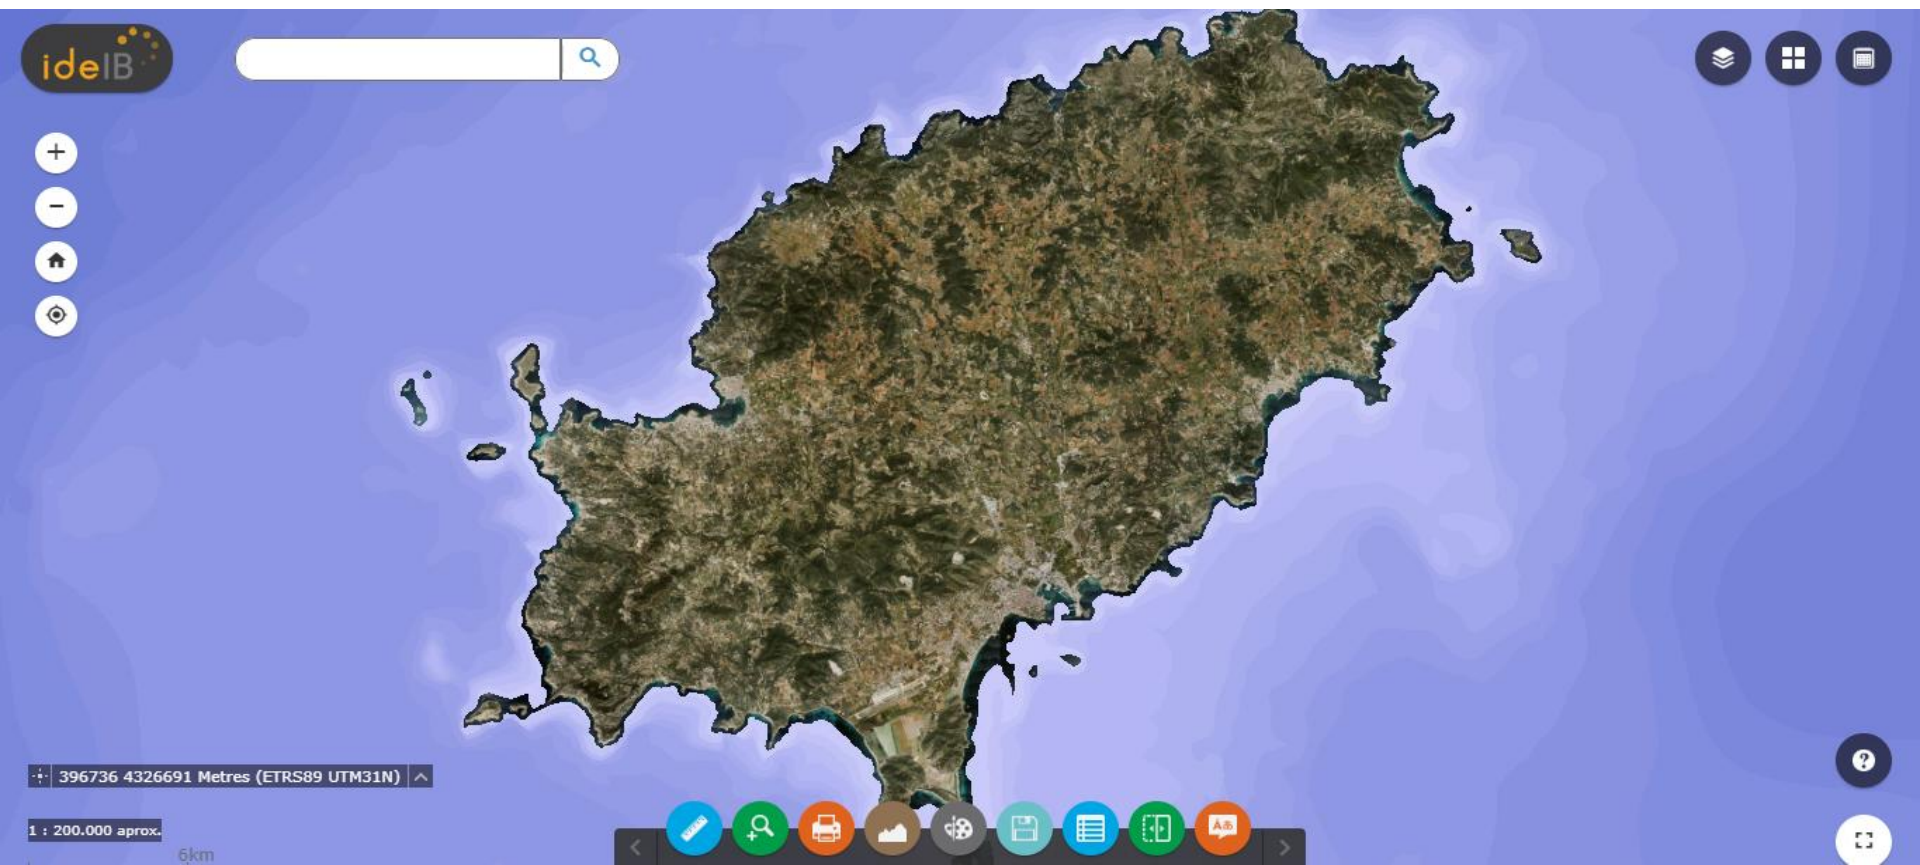 ideIB
396736 4326691 Metres (ETRS89 UTM31N)
1 : 200.000 aprox.
6km